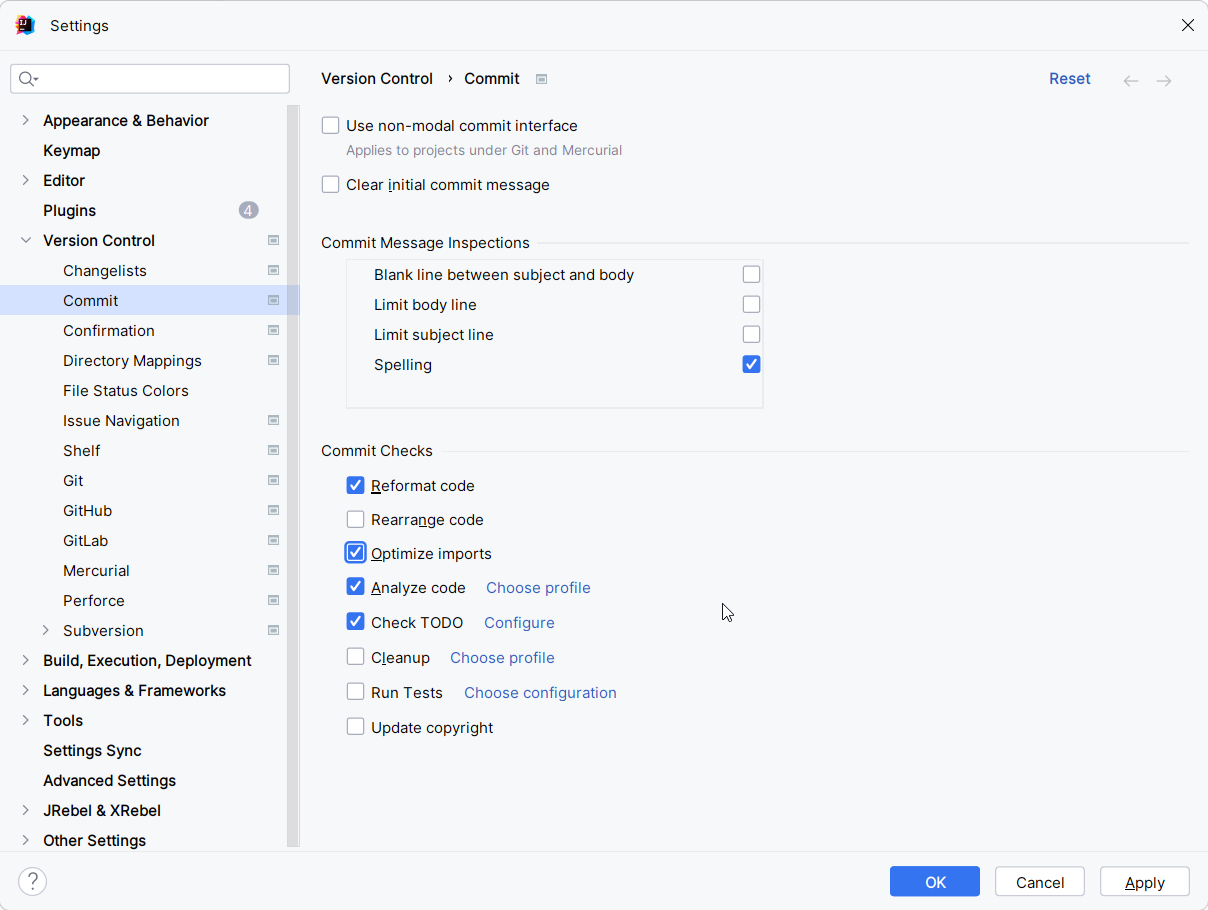 Settings
Appearance & Behavior
Keymap
Editor
Plugins 4
Version Control
Changelists
Commit
Confirmation
Directory Mappings
File Status Colors
Issue Navigation
Shelf
Git
GitHub
GitLab
Mercurial
Perforce
Subversion
Build, Execution, Deployment
Languages & Frameworks
Tools
Settings Sync
Advanced Settings
JRebel & XRebel
Other Settings
Version Control › Commit
Reset
Use non-modal commit interface
Applies to projects under Git and Mercurial
Clear initial commit message
Commit Message Inspections
Blank line between subject and body
Limit body line
Limit subject line
Spelling
Commit Checks
Reformat code
Rearrange code
Optimize imports
Analyze code Choose profile
Check TODO Configure
Cleanup Choose profile
Run Tests Choose configuration
Update copyright
?
OK Cancel Apply